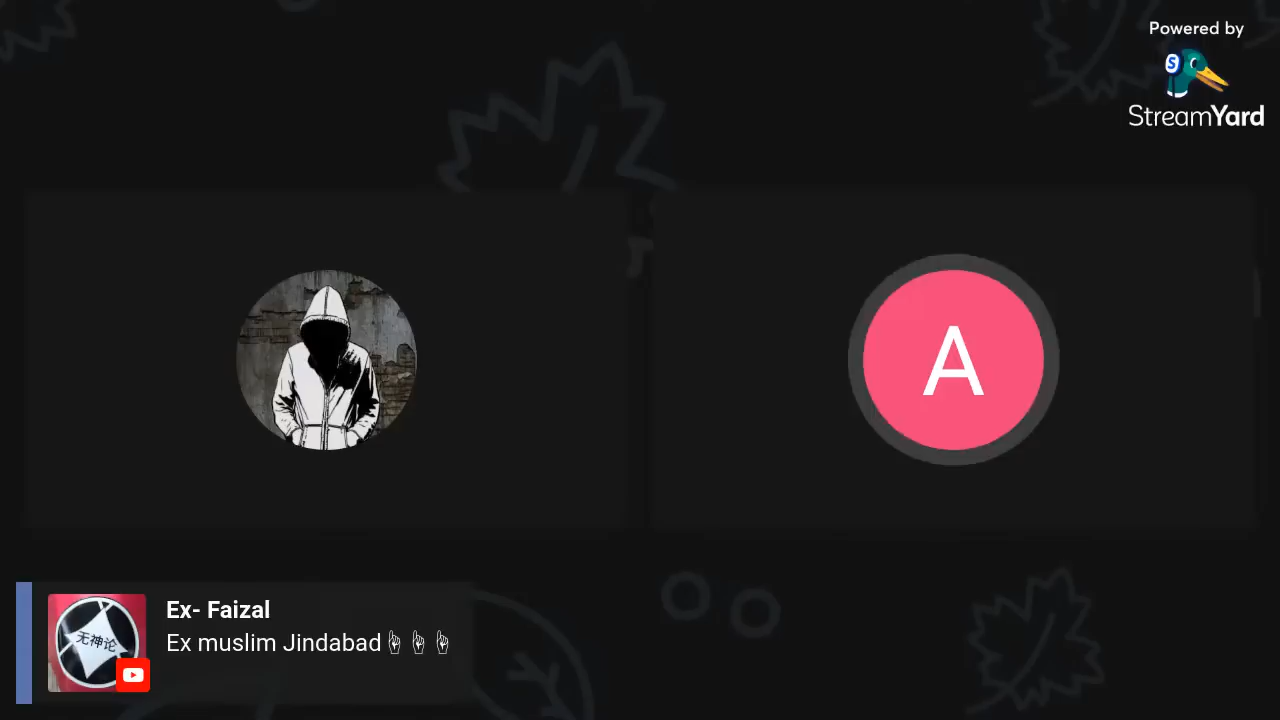 Powered by
S
StreamYard
A
Ex- Faizal
Ex muslim Jindabad☝☝☝
无神论